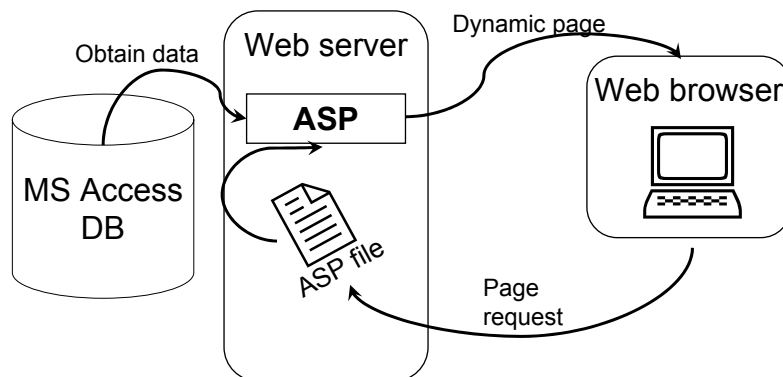 Obtain data
Web server
Dynamic page
ASP
Web browser
MS Access
DB
ASP file
Page
request